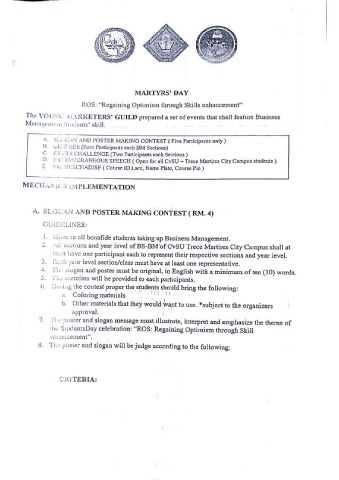 MARTYRS' DAY
ROS: "Regaining Optimism through Skills enhancement"
The YOUNG MARKETERS' GUILD prepared a set of events that shall feature Business
Management Students' skill.
A. SLOGAN AND POSTER MAKING CONTEST ( Five Participants only )
B. QUIZ BEE (Four Participants each BM Sections)
C. CHALLENGE (Two Participants each Sections )
D. EXTEMPORANEOUS SPEECH ( Open for all CvSU – Trece Martires City Campus students )
E. BM MERCHADISE ( Course ID Lace, Name Plate, Course Pin )
MECHANICS IMPLEMENTATION
A. SLOGAN AND POSTER MAKING CONTEST ( RM. 4)
GUIDELINES:
1. Open to all bonafide students taking up Business Management.
2. All sections and year level of BS-BM of CvSU Trece Martires City Campus shall at
least have one participant each to represent their respective sections and year level.
3. Each year level section/class must have at least one representative.
4. The slogan and poster must be original, in English with a minimum of ten (10) words.
5. The materials will be provided to each participants.
6. During the contest proper the students should bring the following:
a. Coloring materials
b. Other materials that they would want to use. *subject to the organizers
approval.
7. The poster and slogan message must illustrate, interpret and emphasize the theme of
the StudentsDay celebration: "ROS: Regaining Optimism through Skill
enhancement".
8. The poster and slogan will be judge according to the following:
CRITERIA: